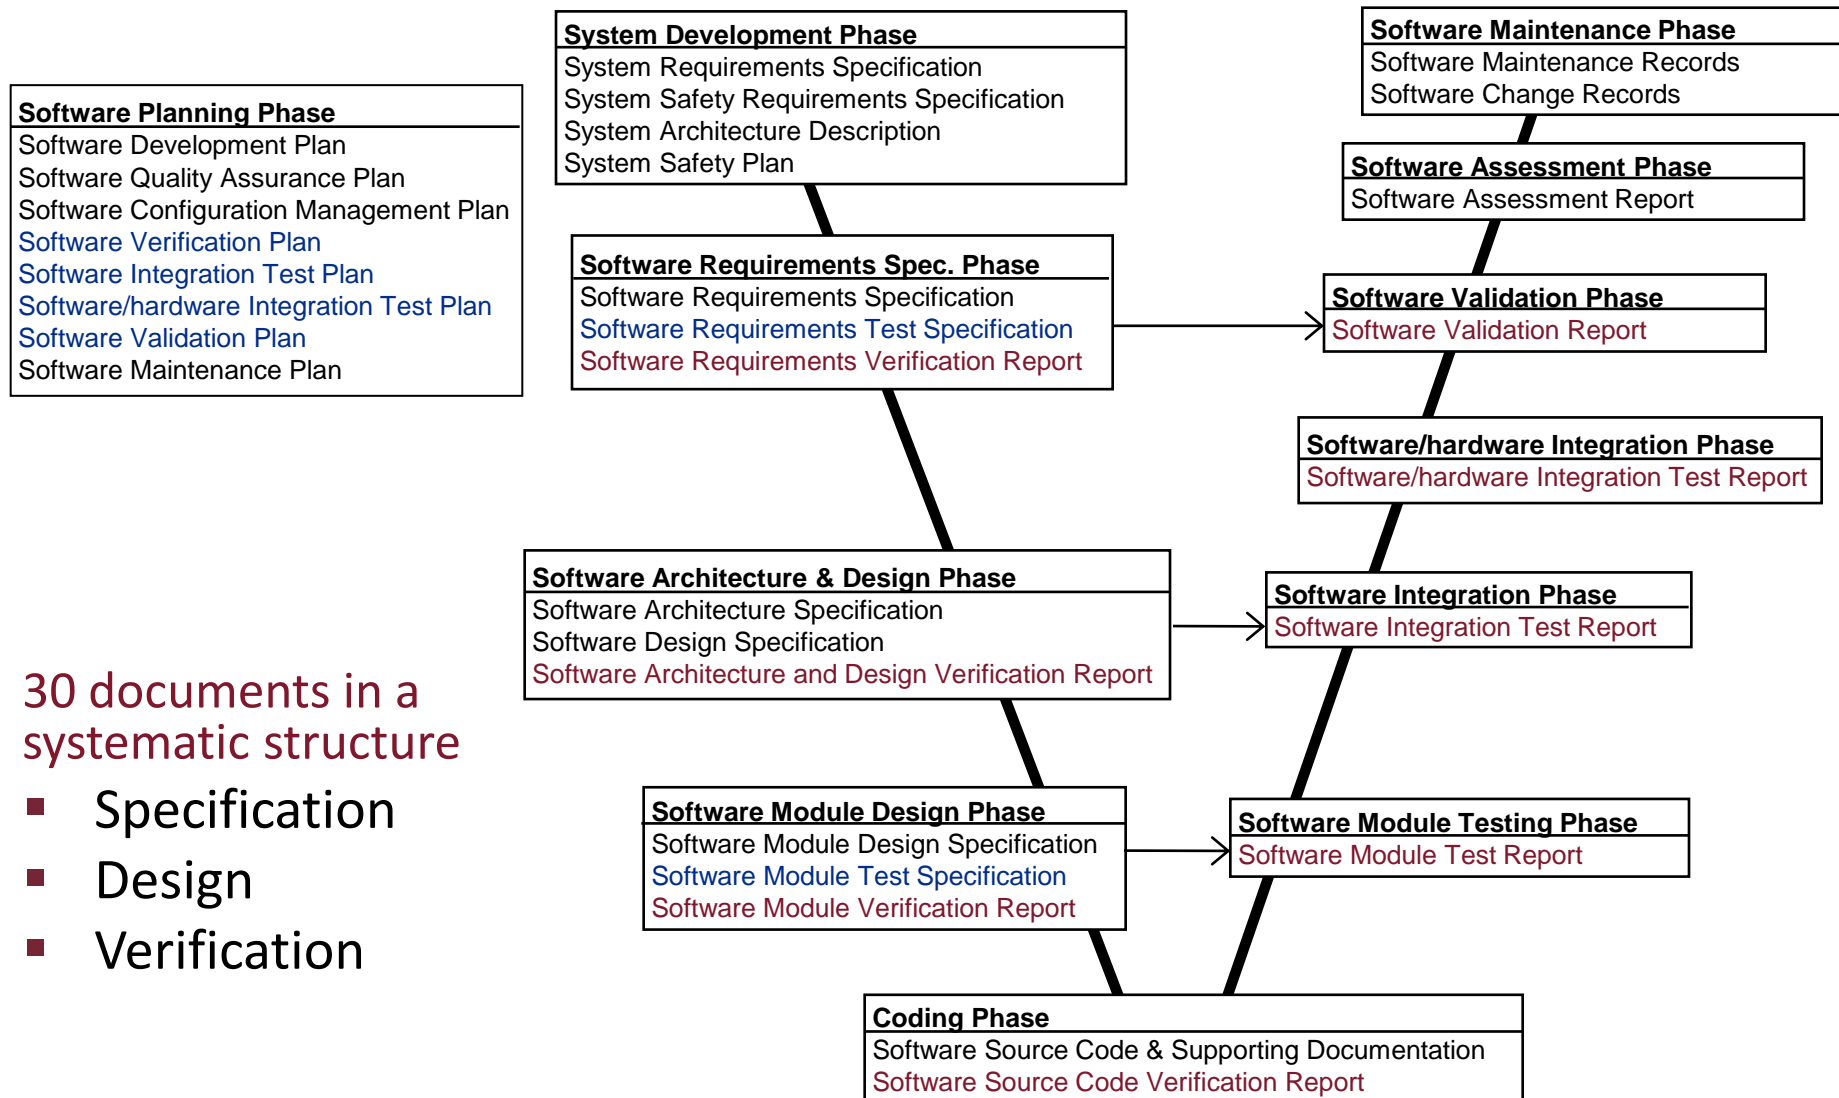 Software Planning Phase
Software Development Plan
Software Quality Assurance Plan
Software Configuration Management Plan
Software Verification Plan
Software Integration Test Plan
Software/hardware Integration Test Plan
Software Validation Plan
Software Maintenance Plan
System Development Phase
System Requirements Specification
System Safety Requirements Specification
System Architecture Description
System Safety Plan
Software Requirements Spec. Phase
Software Requirements Specification
Software Requirements Test Specification
Software Requirements Verification Report
Software Architecture & Design Phase
Software Architecture Specification
Software Design Specification
Software Architecture and Design Verification Report
Software Module Design Phase
Software Module Design Specification
Software Module Test Specification
Software Module Verification Report
Coding Phase
Software Source Code & Supporting Documentation
Software Source Code Verification Report
Software Maintenance Phase
Software Maintenance Records
Software Change Records
Software Assessment Phase
Software Assessment Report
Software Validation Phase
Software Validation Report
Software/hardware Integration Phase
Software/hardware Integration Test Report
Software Integration Phase
Software Integration Test Report
Software Module Testing Phase
Software Module Test Report
30 documents in a
systematic structure
▪ Specification
▪ Design
▪ Verification